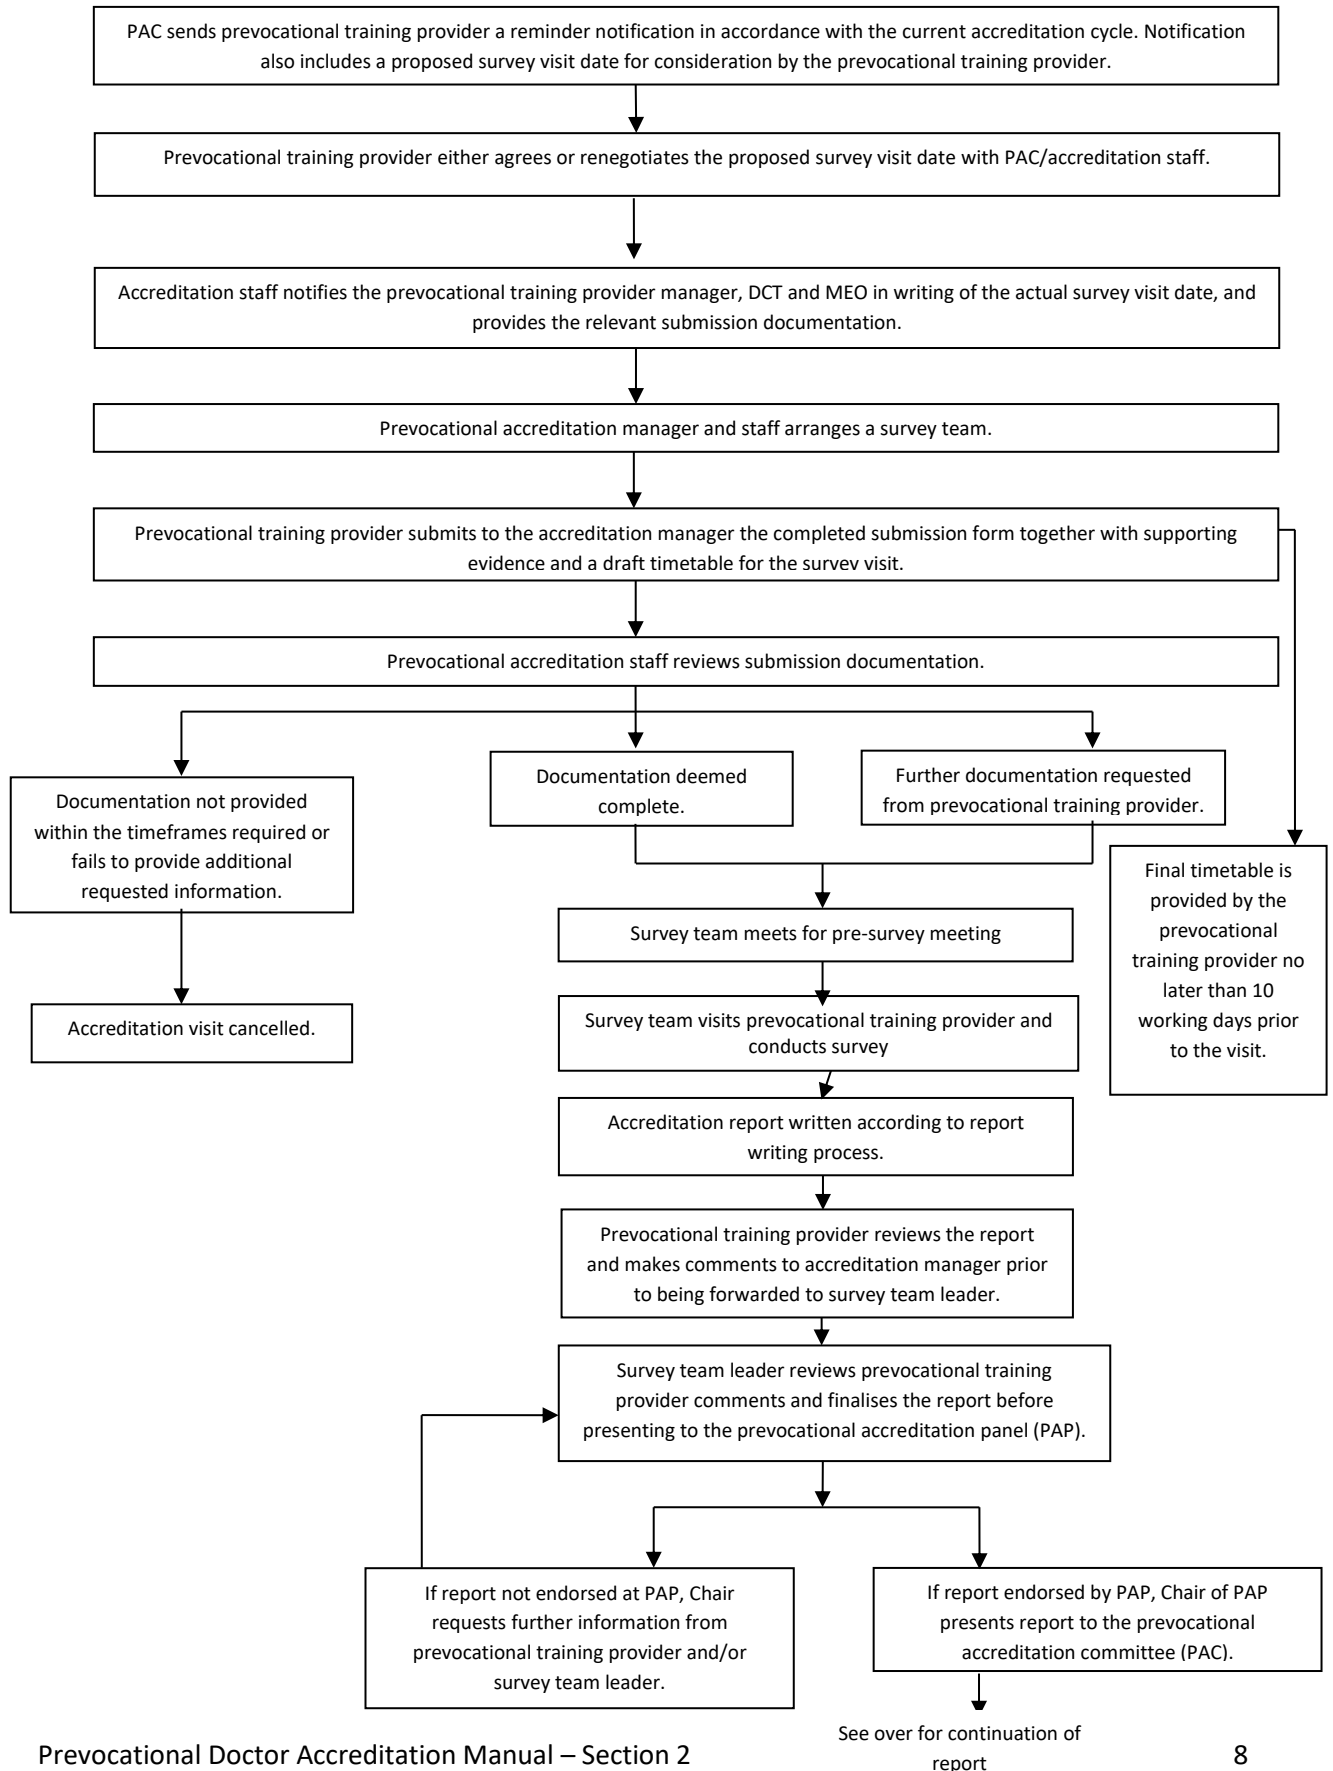 PAC sends prevocational training provider a reminder notification in accordance with the current accreditation cycle. Notification
also includes a proposed survey visit date for consideration by the prevocational training provider.
Prevocational training provider either agrees or renegotiates the proposed survey visit date with PAC/accreditation staff.
Accreditation staff notifies the prevocational training provider manager, DCT and MEO in writing of the actual survey visit date, and
provides the relevant submission documentation.
Prevocational accreditation manager and staff arranges a survey team.
Prevocational training provider submits to the accreditation manager the completed submission form together with supporting
evidence and a draft timetable for the survey visit.
Prevocational accreditation staff reviews submission documentation.
Documentation not provided
within the timeframes required or
fails to provide additional
requested information.
Documentation deemed
complete.
Further documentation requested
from prevocational training provider.
Final timetable is
provided by the
prevocational
training provider no
later than 10
working days prior
to the visit.
Accreditation visit cancelled.
Survey team meets for pre-survey meeting
Survey team visits prevocational training provider and
conducts survey
Accreditation report written according to report
writing process.
Prevocational training provider reviews the report
and makes comments to accreditation manager prior
to being forwarded to survey team leader.
Survey team leader reviews prevocational training
provider comments and finalises the report before
presenting to the prevocational accreditation panel (PAP).
If report not endorsed at PAP, Chair
requests further information from
prevocational training provider and/or
survey team leader.
If report endorsed by PAP, Chair of PAP
presents report to the prevocational
accreditation committee (PAC).
See over for continuation of
report
Prevocational Doctor Accreditation Manual – Section 2
8